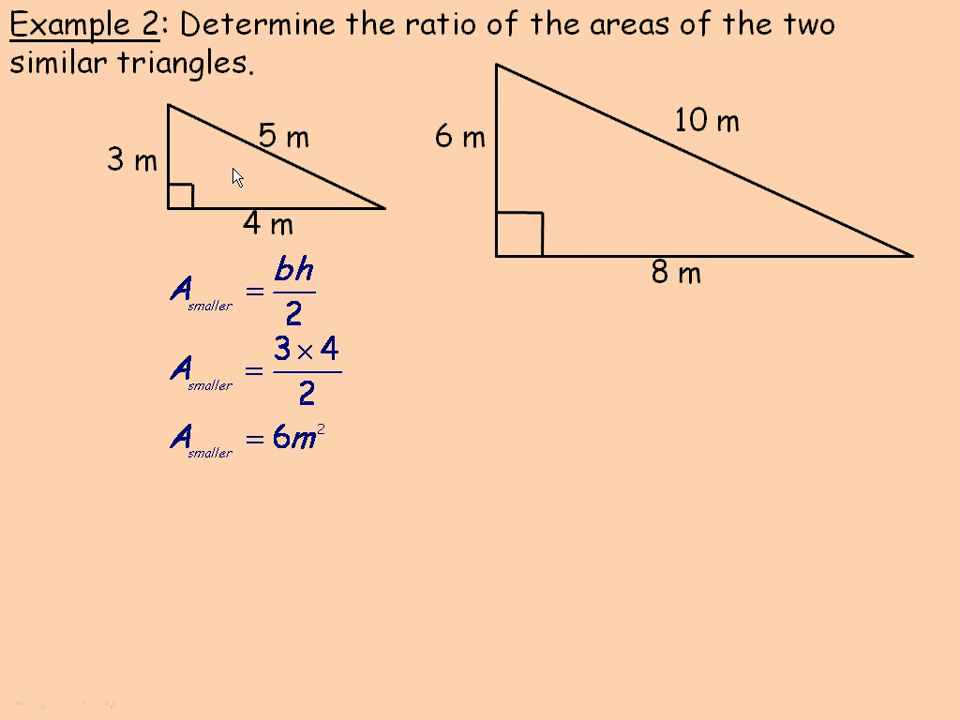 Example 2: Determine the ratio of the areas of the two
similar triangles.
3 m
5 m
4 m
6 m
10 m
8 m
A_smaller = bh/2
A_smaller = 3 × 4/2
A_smaller = 6m²